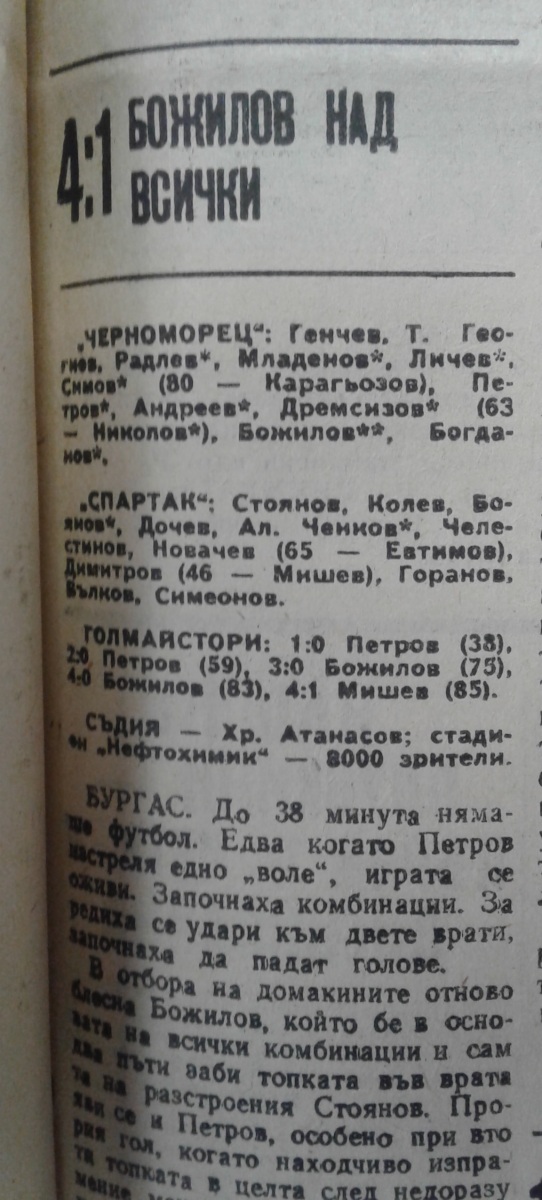 4:1 БОЖИЛОВ НАД
ВСИЧКИ
„ЧЕРНОМОРЕЦ“: Генчев, Т. Гео-
гиев, Радлев*, Младенов*, Личев*,
Симов* (80 — Карагьозов), Пе-
тров*, Андреев*, Дремсизов* (63
— Николов*), Божилов**, Богда-
нов*.
„СПАРТАК“: Стоянов, Колев, Бо-
янов*, Дочев, Ал. Ченков*, Челе-
стинов, Новачев (65 — Евтимов),
Димитров (46 — Мишев), Горанов,
Вълков, Симеонов.
ГОЛМАЙСТОРИ: 1:0 Петров (38),
2:0 Петров (59), 3:0 Божилов (75),
4:0 Божилов (83), 4:1 Мишев (85).
СЪДИЯ — Хр. Атанасов; стади-
он „Нефтохимик“ — 8000 зрители.
БУРГАС. До 38 минута няма-
ше футбол. Едва когато Петров
настреля едно „воле“, играта се
оживи. Започнаха комбинации. За
редиха се удари към двете врати,
започнаха да падат голове.
В отбора на домакините отново
блесна Божилов, който бе в осно-
вата на всички комбинации и сам
два пъти заби топката във врата
та на разстроения Стоянов. Про-
яви се и Петров, особено при вто
рия гол, когато находчиво изпра-
ти топката в целта след недоразу
мение